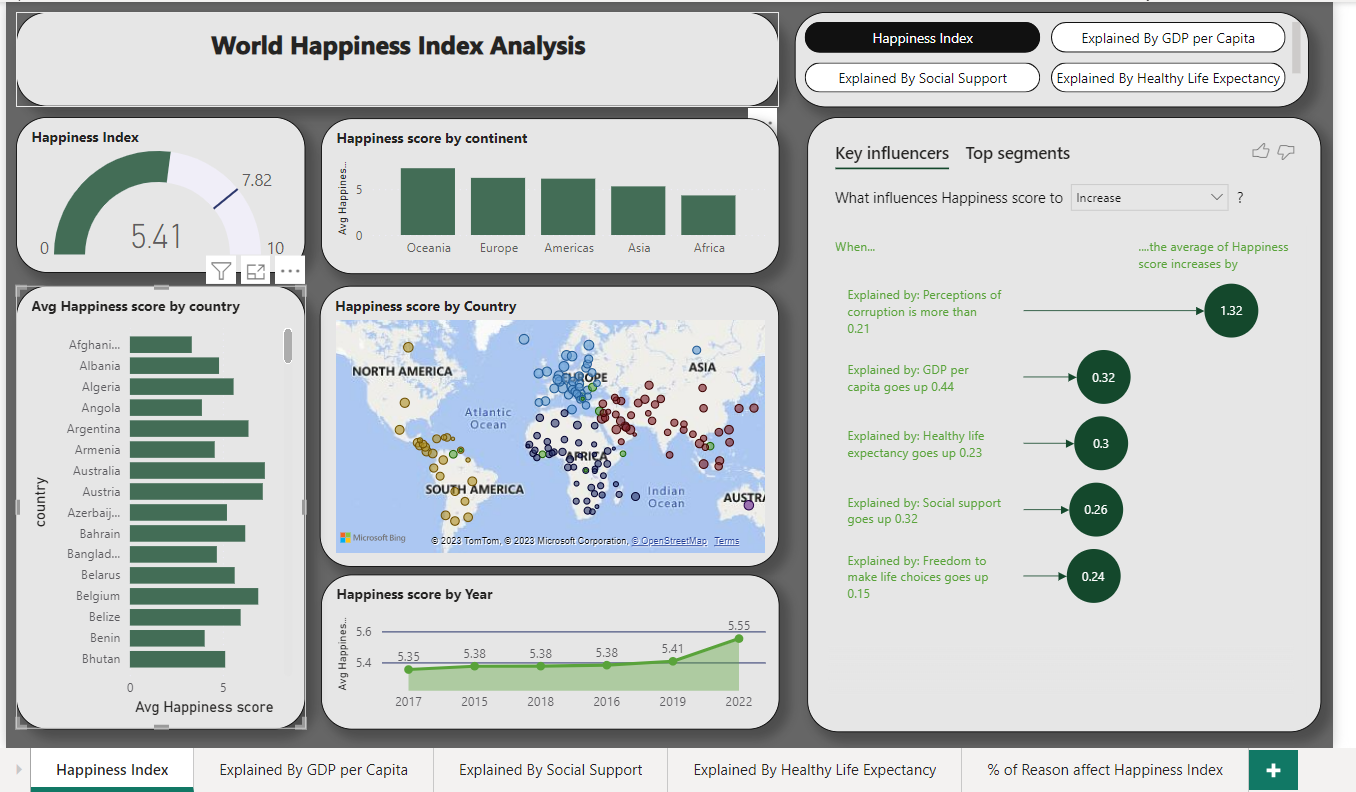 World Happiness Index Analysis
Happiness Index
Explained By GDP per Capita
Explained By Social Support
Explained By Healthy Life Expectancy
Happiness Index
7.82
5.41
0
10
Happiness score by continent
Avg Happines...
5
0
Oceania
Europe
Americas
Asia
Africa
Avg Happiness score by country
country
Afghani...
Albania
Algeria
Angola
Argentina
Armenia
Australia
Austria
Azerbaij...
Bahrain
Banglad...
Belarus
Belgium
Belize
Benin
Bhutan
0
5
Avg Happiness score
Happiness score by Country
NORTH AMERICA
EUROPE
ASIA
Atlantic
Ocean
AFRICA
SOUTH AMERICA
Indian
Ocean
AUSTRA
Microsoft Bing
© 2023 TomTom, © 2023 Microsoft Corporation, © OpenStreetMap Terms
Happiness score by Year
Avg Happines...
5.6
5.4
5.35
5.38
5.38
5.38
5.41
5.55
2017
2015
2018
2016
2019
2022
Key influencers
Top segments
What influences Happiness score to
Increase
?
When...
....the average of Happiness
score increases by
Explained by: Perceptions of
corruption is more than
0.21
1.32
Explained by: GDP per
capita goes up 0.44
0.32
Explained by: Healthy life
expectancy goes up 0.23
0.3
Explained by: Social support
goes up 0.32
0.26
Explained by: Freedom to
make life choices goes up
0.15
0.24
Happiness Index
Explained By GDP per Capita
Explained By Social Support
Explained By Healthy Life Expectancy
% of Reason affect Happiness Index
+